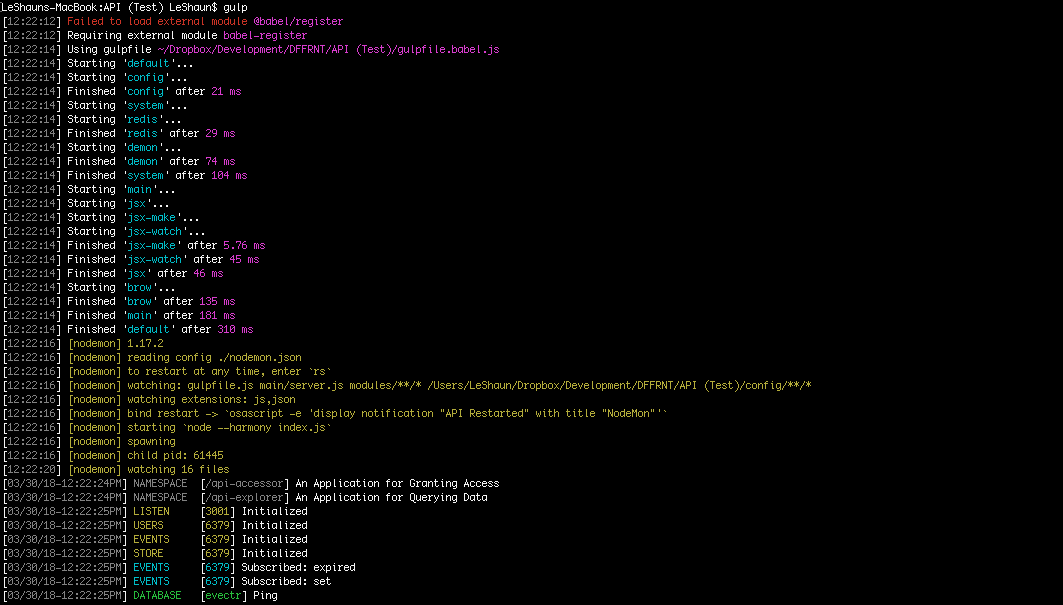 LeShauns-MacBook:API (Test) LeShaun$ gulp
[12:22:12] Failed to load external module @babel/register
[12:22:12] Requiring external module babel-register
[12:22:14] Using gulpfile ~/Dropbox/Development/DFFRNT/API (Test)/gulpfile.babel.js
[12:22:14] Starting 'default'...
[12:22:14] Starting 'config'...
[12:22:14] Finished 'config' after 21 ms
[12:22:14] Starting 'system'...
[12:22:14] Starting 'redis'...
[12:22:14] Finished 'redis' after 29 ms
[12:22:14] Starting 'demon'...
[12:22:14] Finished 'demon' after 74 ms
[12:22:14] Finished 'system' after 104 ms
[12:22:14] Starting 'main'...
[12:22:14] Starting 'jsx'...
[12:22:14] Starting 'jsx-make'...
[12:22:14] Starting 'jsx-watch'...
[12:22:14] Finished 'jsx-make' after 5.76 ms
[12:22:14] Finished 'jsx-watch' after 45 ms
[12:22:14] Finished 'jsx' after 46 ms
[12:22:14] Starting 'brow'...
[12:22:14] Finished 'brow' after 135 ms
[12:22:14] Finished 'main' after 181 ms
[12:22:14] Finished 'default' after 310 ms
[12:22:16] [nodemon] 1.17.2
[12:22:16] [nodemon] reading config ./nodemon.json
[12:22:16] [nodemon] to restart at any time, enter `rs`
[12:22:16] [nodemon] watching: gulpfile.js main/server.js modules/**/* /Users/LeShaun/Dropbox/Development/DFFRNT/API (Test)/config/**/*
[12:22:16] [nodemon] watching extensions: js,json
[12:22:16] [nodemon] bind restart -> `osascript -e 'display notification "API Restarted" with title "NodeMon"'`
[12:22:16] [nodemon] starting `node --harmony index.js`
[12:22:16] [nodemon] spawning
[12:22:16] [nodemon] child pid: 61445
[12:22:20] [nodemon] watching 16 files
[03/30/18-12:22:24PM] NAMESPACE [/api-accessor] An Application for Granting Access
[03/30/18-12:22:24PM] NAMESPACE [/api-explorer] An Application for Querying Data
[03/30/18-12:22:25PM] LISTEN [3001] Initialized
[03/30/18-12:22:25PM] USERS [6379] Initialized
[03/30/18-12:22:25PM] EVENTS [6379] Initialized
[03/30/18-12:22:25PM] STORE [6379] Initialized
[03/30/18-12:22:25PM] EVENTS [6379] Subscribed: expired
[03/30/18-12:22:25PM] EVENTS [6379] Subscribed: set
[03/30/18-12:22:25PM] DATABASE [evectr] Ping